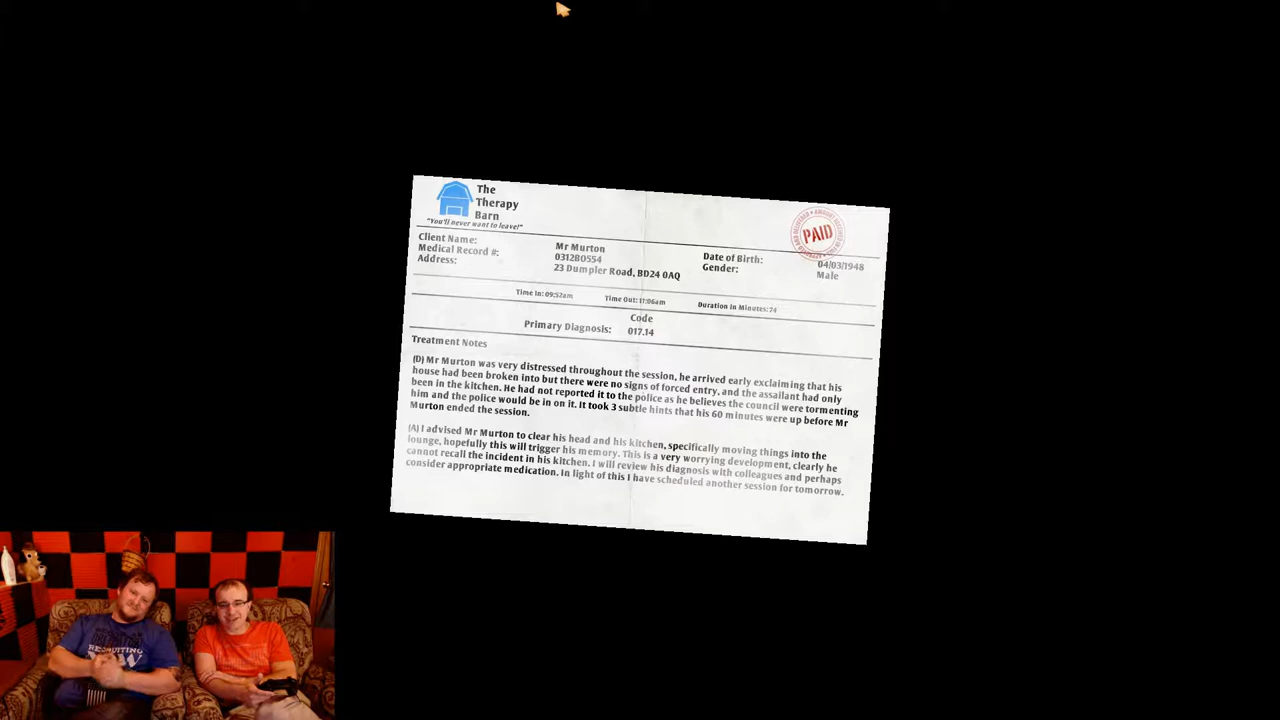 The
Therapy
Barn
"You'll never want to leave!"
PAID
Client Name: Mr Murton Date of Birth: 04/03/1948
Medical Record #: 0312B0554 Gender: Male
Address: 23 Dumpler Road, BD24 0AQ
Time In: 09:52am Time Out: 11:06am Duration in Minutes: 74
Code
Primary Diagnosis: 017.14
Treatment Notes
(D) Mr Murton was very distressed throughout the session, he arrived early exclaiming that his
house had been broken into but there were no signs of forced entry, and the assailant had only
been in the kitchen. He had not reported it to the police as he believes the council were tormenting
him and the police would be in on it. It took 3 subtle hints that his 60 minutes were up before Mr
Murton ended the session.
(A) I advised Mr Murton to clear his head and his kitchen, specifically moving things into the
lounge, hopefully this will trigger his memory. This is a very worrying development, clearly he
cannot recall the incident in his kitchen. I will review his diagnosis with colleagues and perhaps
consider appropriate medication. In light of this I have scheduled another session for tomorrow.
RECRUITING